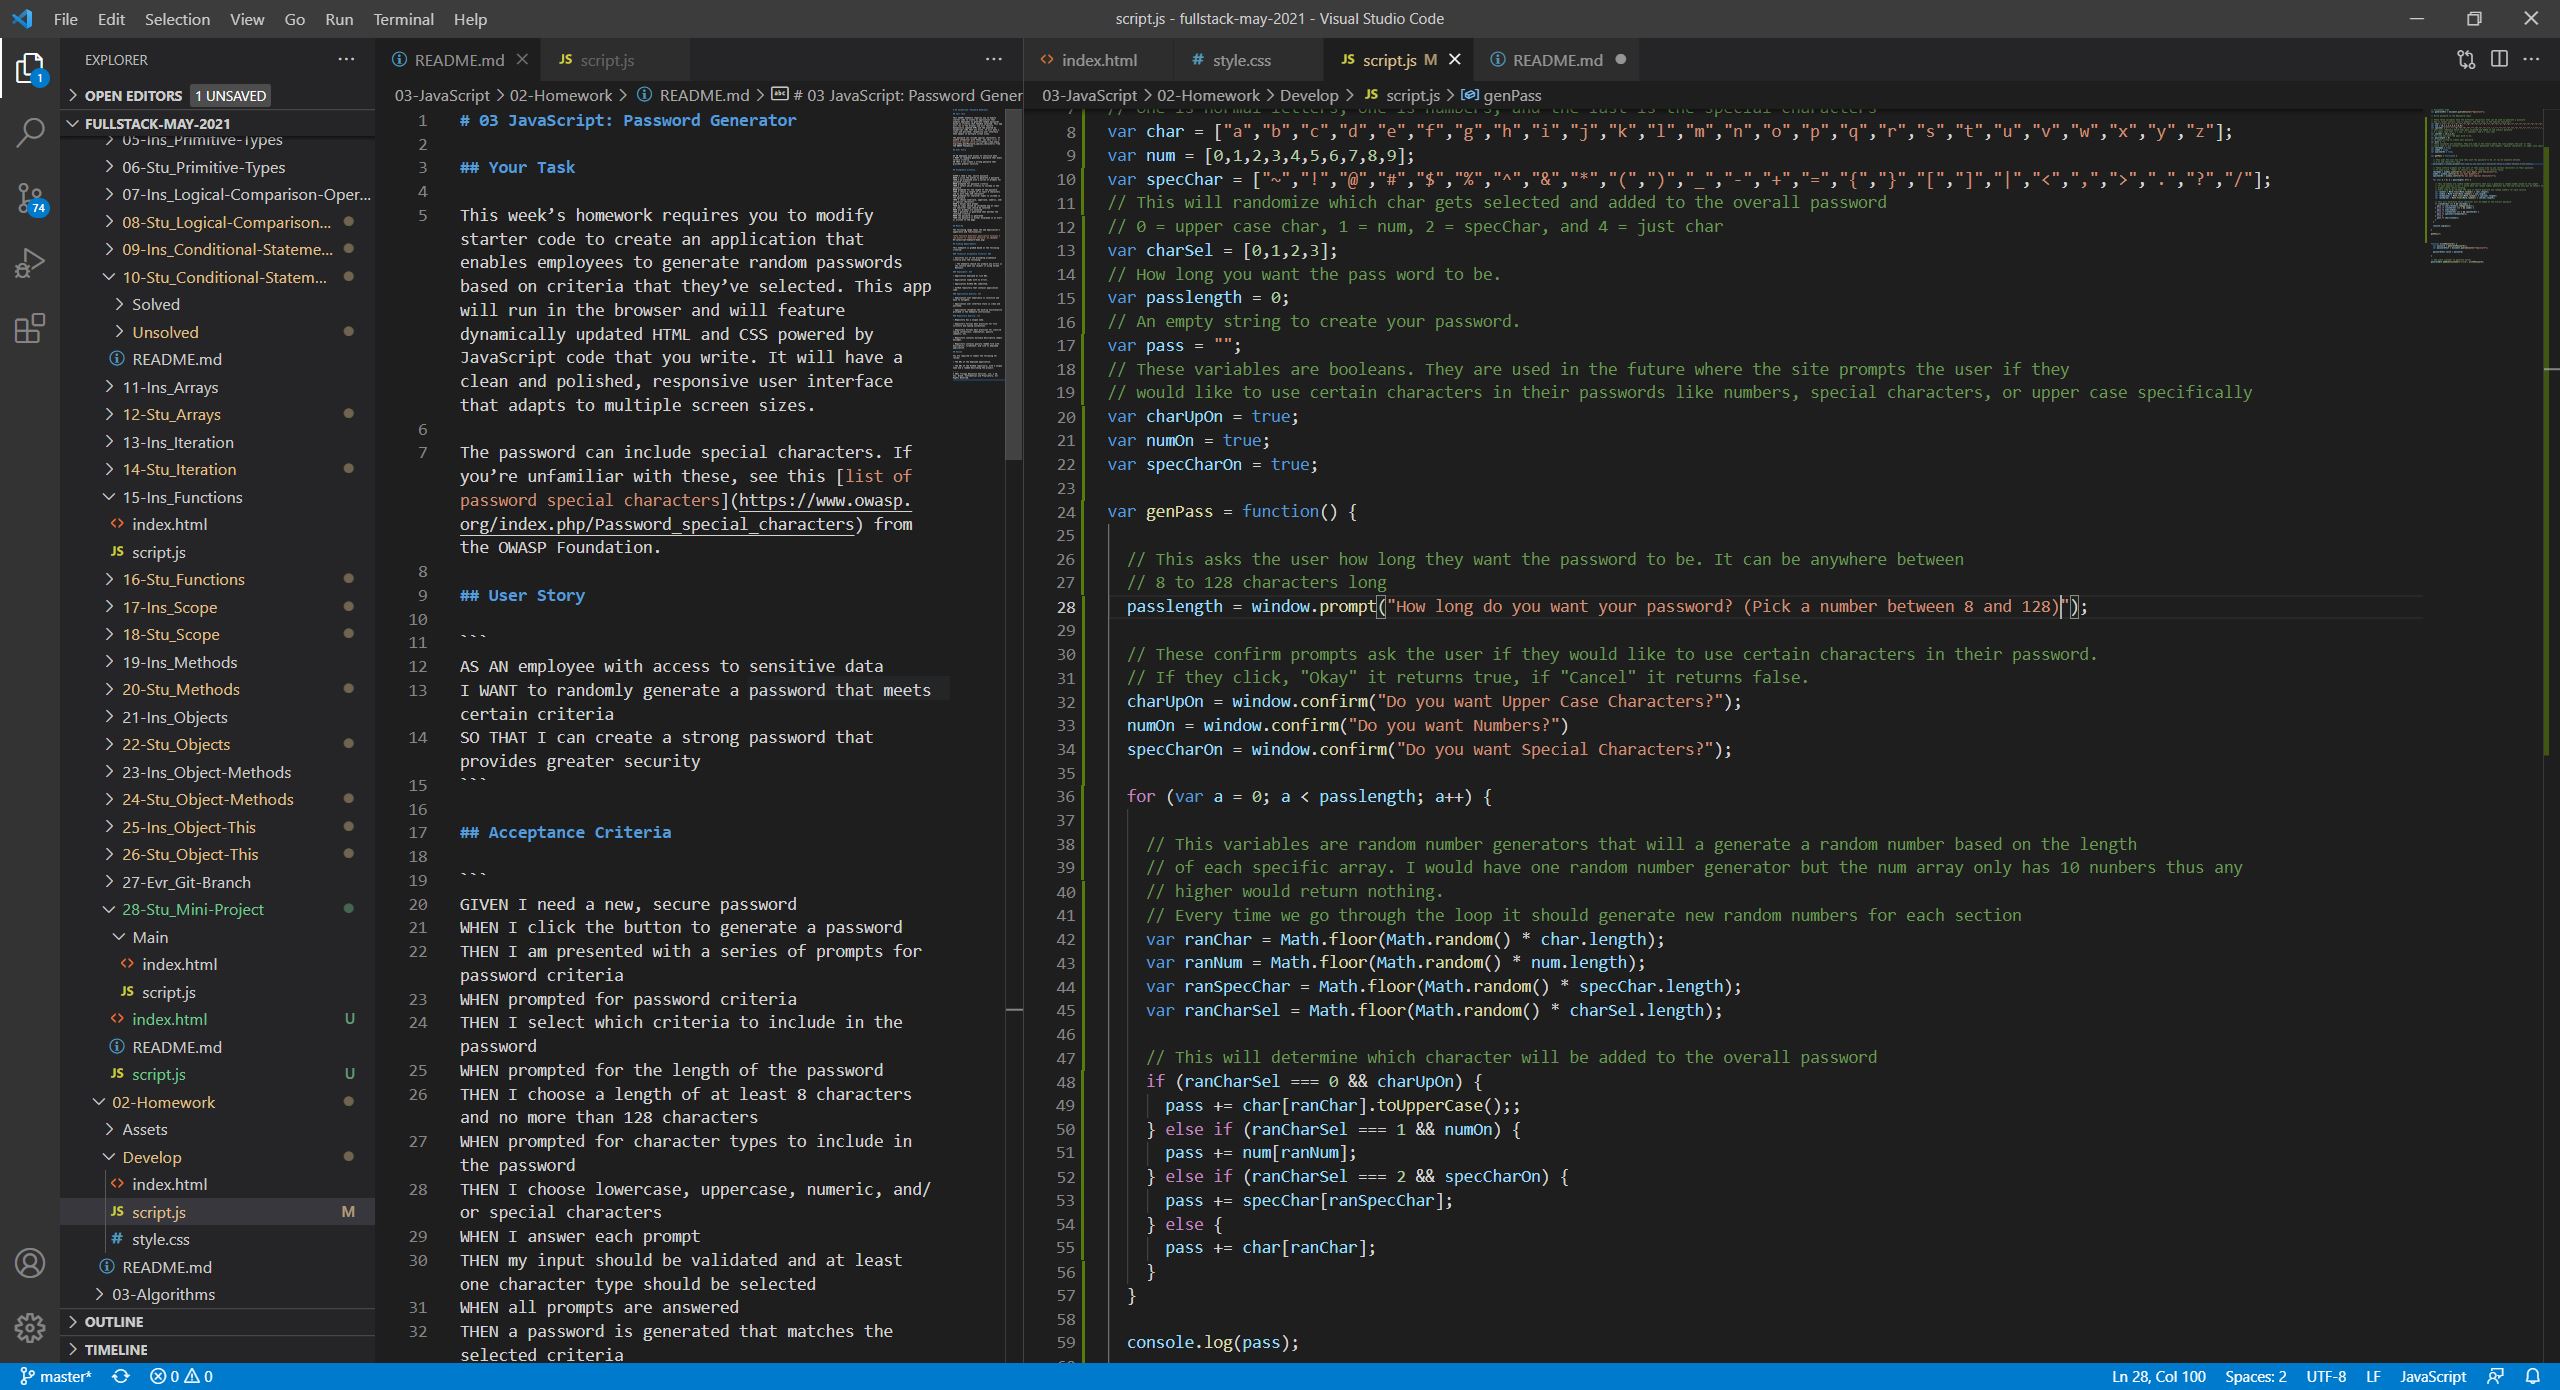 File Edit Selection View Go Run Terminal Help
script.js - fullstack-may-2021 - Visual Studio Code
EXPLORER
OPEN EDITORS 1 UNSAVED
FULLSTACK-MAY-2021
05-Ins_Primitive-Types
06-Stu_Primitive-Types
07-Ins_Logical-Comparison-Oper...
08-Stu_Logical-Comparison...
09-Ins_Conditional-Stateme...
10-Stu_Conditional-Statem...
Solved
Unsolved
README.md
11-Ins_Arrays
12-Stu_Arrays
13-Ins_Iteration
14-Stu_Iteration
15-Ins_Functions
index.html
JS script.js
16-Stu_Functions
17-Ins_Scope
18-Stu_Scope
19-Ins_Methods
20-Stu_Methods
21-Ins_Objects
22-Stu_Objects
23-Ins_Object-Methods
24-Stu_Object-Methods
25-Ins_Object-This
26-Stu_Object-This
27-Evr_Git-Branch
28-Stu_Mini-Project
Main
index.html
JS script.js
index.html U
README.md
JS script.js U
02-Homework
Assets
Develop
index.html
JS script.js M
# style.css
README.md
03-Algorithms
OUTLINE
TIMELINE
1
74
README.md JS script.js
03-JavaScript > 02-Homework > README.md > # 03 JavaScript: Password Gener
1 # 03 JavaScript: Password Generator
2
3 ## Your Task
4
5 This week’s homework requires you to modify
starter code to create an application that
enables employees to generate random passwords
based on criteria that they’ve selected. This app
will run in the browser and will feature
dynamically updated HTML and CSS powered by
JavaScript code that you write. It will have a
clean and polished, responsive user interface
that adapts to multiple screen sizes.
6
7 The password can include special characters. If
you’re unfamiliar with these, see this [list of
password special characters](https://www.owasp.
org/index.php/Password_special_characters) from
the OWASP Foundation.
8
9 ## User Story
10
11 ```
12 AS AN employee with access to sensitive data
13 I WANT to randomly generate a password that meets
certain criteria
14 SO THAT I can create a strong password that
provides greater security
15 ```
16
17 ## Acceptance Criteria
18
19 ```
20 GIVEN I need a new, secure password
21 WHEN I click the button to generate a password
22 THEN I am presented with a series of prompts for
password criteria
23 WHEN prompted for password criteria
24 THEN I select which criteria to include in the
password
25 WHEN prompted for the length of the password
26 THEN I choose a length of at least 8 characters
and no more than 128 characters
27 WHEN prompted for character types to include in
the password
28 THEN I choose lowercase, uppercase, numeric, and/
or special characters
29 WHEN I answer each prompt
30 THEN my input should be validated and at least
one character type should be selected
31 WHEN all prompts are answered
32 THEN a password is generated that matches the
selected criteria
index.html # style.css JS script.js M README.md
03-JavaScript > 02-Homework > Develop > JS script.js > genPass
7 // one is normal letters, one is numbers, and the last is the special characters
8 var char = ["a","b","c","d","e","f","g","h","i","j","k","l","m","n","o","p","q","r","s","t","u","v","w","x","y","z"];
9 var num = [0,1,2,3,4,5,6,7,8,9];
10 var specChar = ["~","!","@","#","$","%","^","&","*","(",")","_","-","+","=","{","}","[","]","|","<",",",">",".","?","/"];
11 // This will randomize which char gets selected and added to the overall password
12 // 0 = upper case char, 1 = num, 2 = specChar, and 4 = just char
13 var charSel = [0,1,2,3];
14 // How long you want the pass word to be.
15 var passlength = 0;
16 // An empty string to create your password.
17 var pass = "";
18 // These variables are booleans. They are used in the future where the site prompts the user if they
19 // would like to use certain characters in their passwords like numbers, special characters, or upper case specifically
20 var charUpOn = true;
21 var numOn = true;
22 var specCharOn = true;
23
24 var genPass = function() {
25
26 // This asks the user how long they want the password to be. It can be anywhere between
27 // 8 to 128 characters long
28 passlength = window.prompt("How long do you want your password? (Pick a number between 8 and 128)");
29
30 // These confirm prompts ask the user if they would like to use certain characters in their password.
31 // If they click, "Okay" it returns true, if "Cancel" it returns false.
32 charUpOn = window.confirm("Do you want Upper Case Characters?");
33 numOn = window.confirm("Do you want Numbers?")
34 specCharOn = window.confirm("Do you want Special Characters?");
35
36 for (var a = 0; a < passlength; a++) {
37
38 // This variables are random number generators that will a generate a random number based on the length
39 // of each specific array. I would have one random number generator but the num array only has 10 nunbers thus any
40 // higher would return nothing.
41 // Every time we go through the loop it should generate new random numbers for each section
42 var ranChar = Math.floor(Math.random() * char.length);
43 var ranNum = Math.floor(Math.random() * num.length);
44 var ranSpecChar = Math.floor(Math.random() * specChar.length);
45 var ranCharSel = Math.floor(Math.random() * charSel.length);
46
47 // This will determine which character will be added to the overall password
48 if (ranCharSel === 0 && charUpOn) {
49 pass += char[ranChar].toUpperCase();;
50 } else if (ranCharSel === 1 && numOn) {
51 pass += num[ranNum];
52 } else if (ranCharSel === 2 && specCharOn) {
53 pass += specChar[ranSpecChar];
54 } else {
55 pass += char[ranChar];
56 }
57 }
58
59 console.log(pass);
master* 0 0
Ln 28, Col 100 Spaces: 2 UTF-8 LF JavaScript